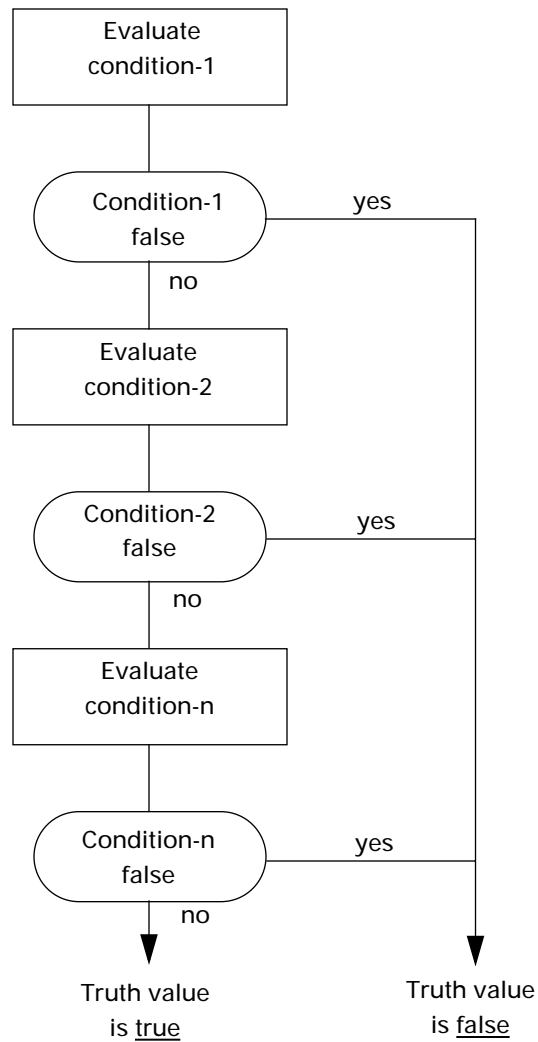 Evaluate
condition-1
Condition-1
false
yes
no
Evaluate
condition-2
Condition-2
false
yes
no
Evaluate
condition-n
Condition-n
false
yes
no
Truth value
is true
Truth value
is false